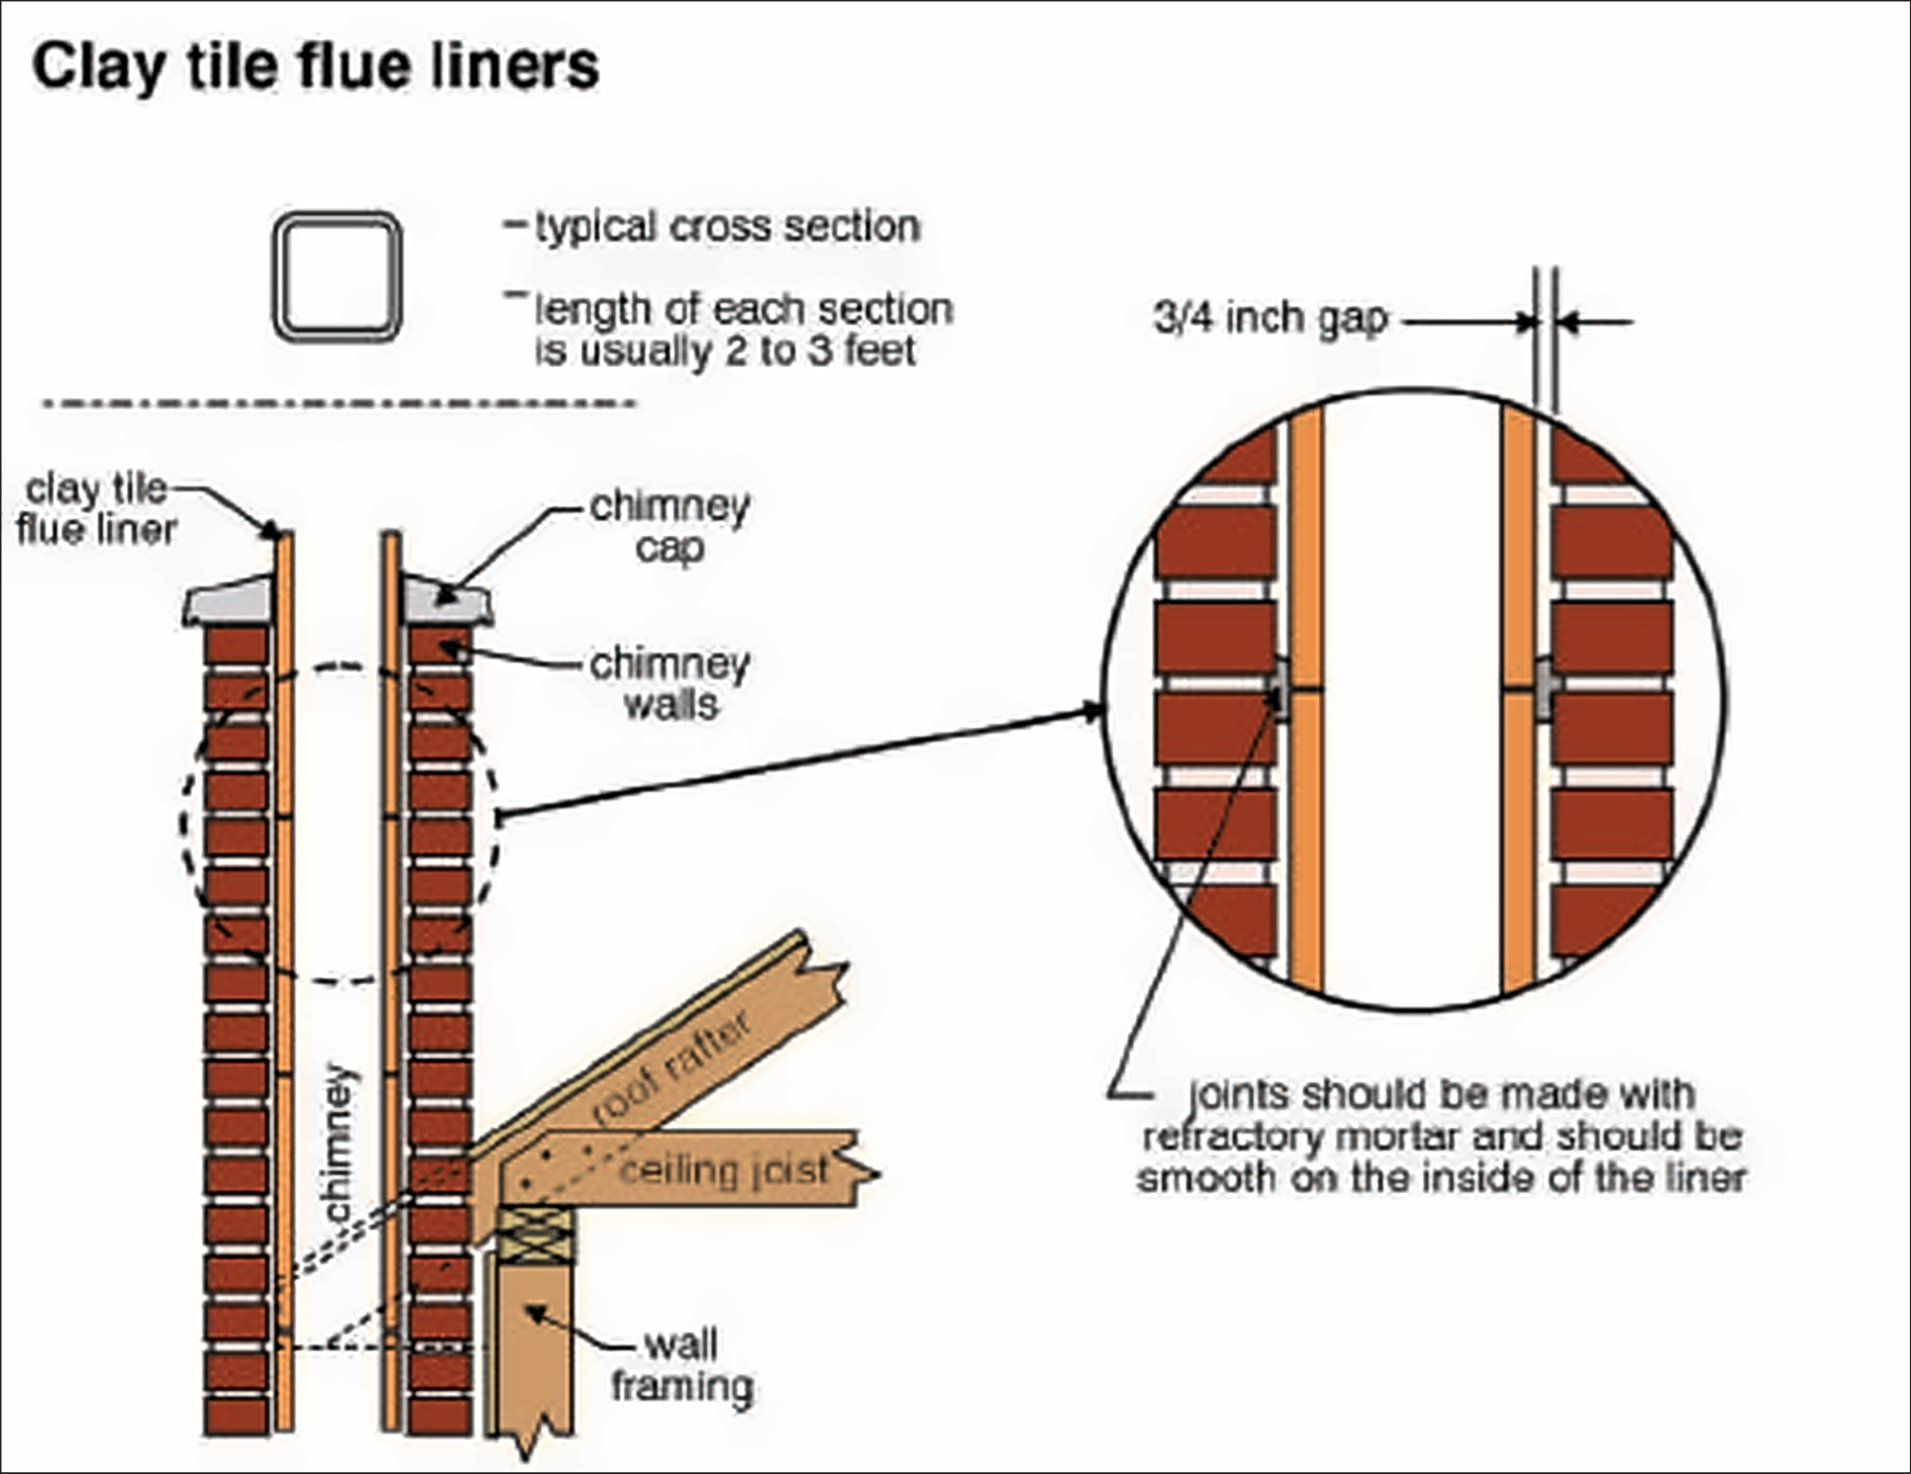 Clay tile flue liners
– typical cross section
– length of each section
is usually 2 to 3 feet
3/4 inch gap
clay tile
flue liner
chimney
cap
chimney
walls
chimney
roof rafter
ceiling joist
wall
framing
joints should be made with
refractory mortar and should be
smooth on the inside of the liner